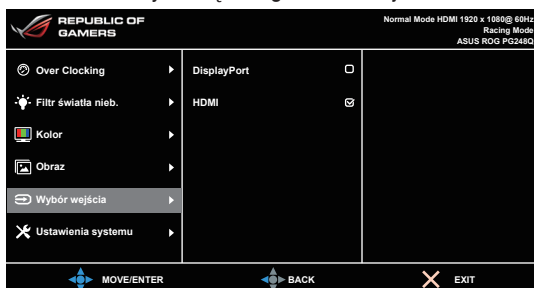 REPUBLIC OF
GAMERS
Normal Mode HDMI 1920 x 1080@ 60Hz
Racing Mode
ASUS ROG PG248Q
Over Clocking
Filtr światła nieb.
Kolor
Obraz
Wybór wejścia
Ustawienia systemu
DisplayPort
HDMI
MOVE/ENTER
BACK
EXIT